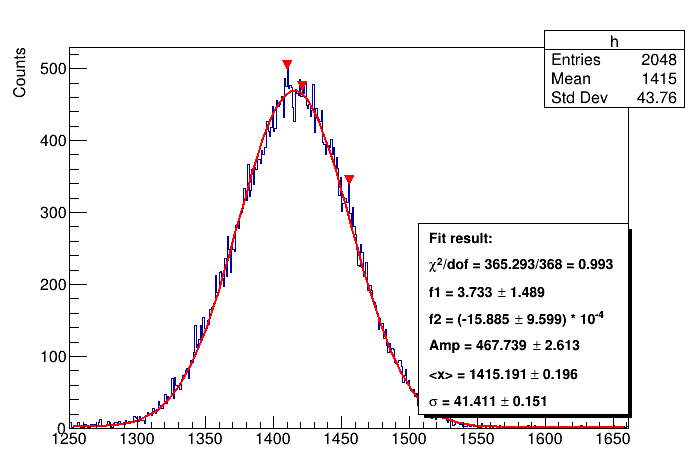 h
Entries 2048
Mean 1415
Std Dev 43.76
Counts
500
400
300
200
100
0
Fit result:
χ²/dof = 365.293/368 = 0.993
f1 = 3.733 ± 1.489
f2 = (-15.885 ± 9.599) * 10⁻⁴
Amp = 467.739 ± 2.613
<x> = 1415.191 ± 0.196
σ = 41.411 ± 0.151
1250 1300 1350 1400 1450 1500 1550 1600 1650